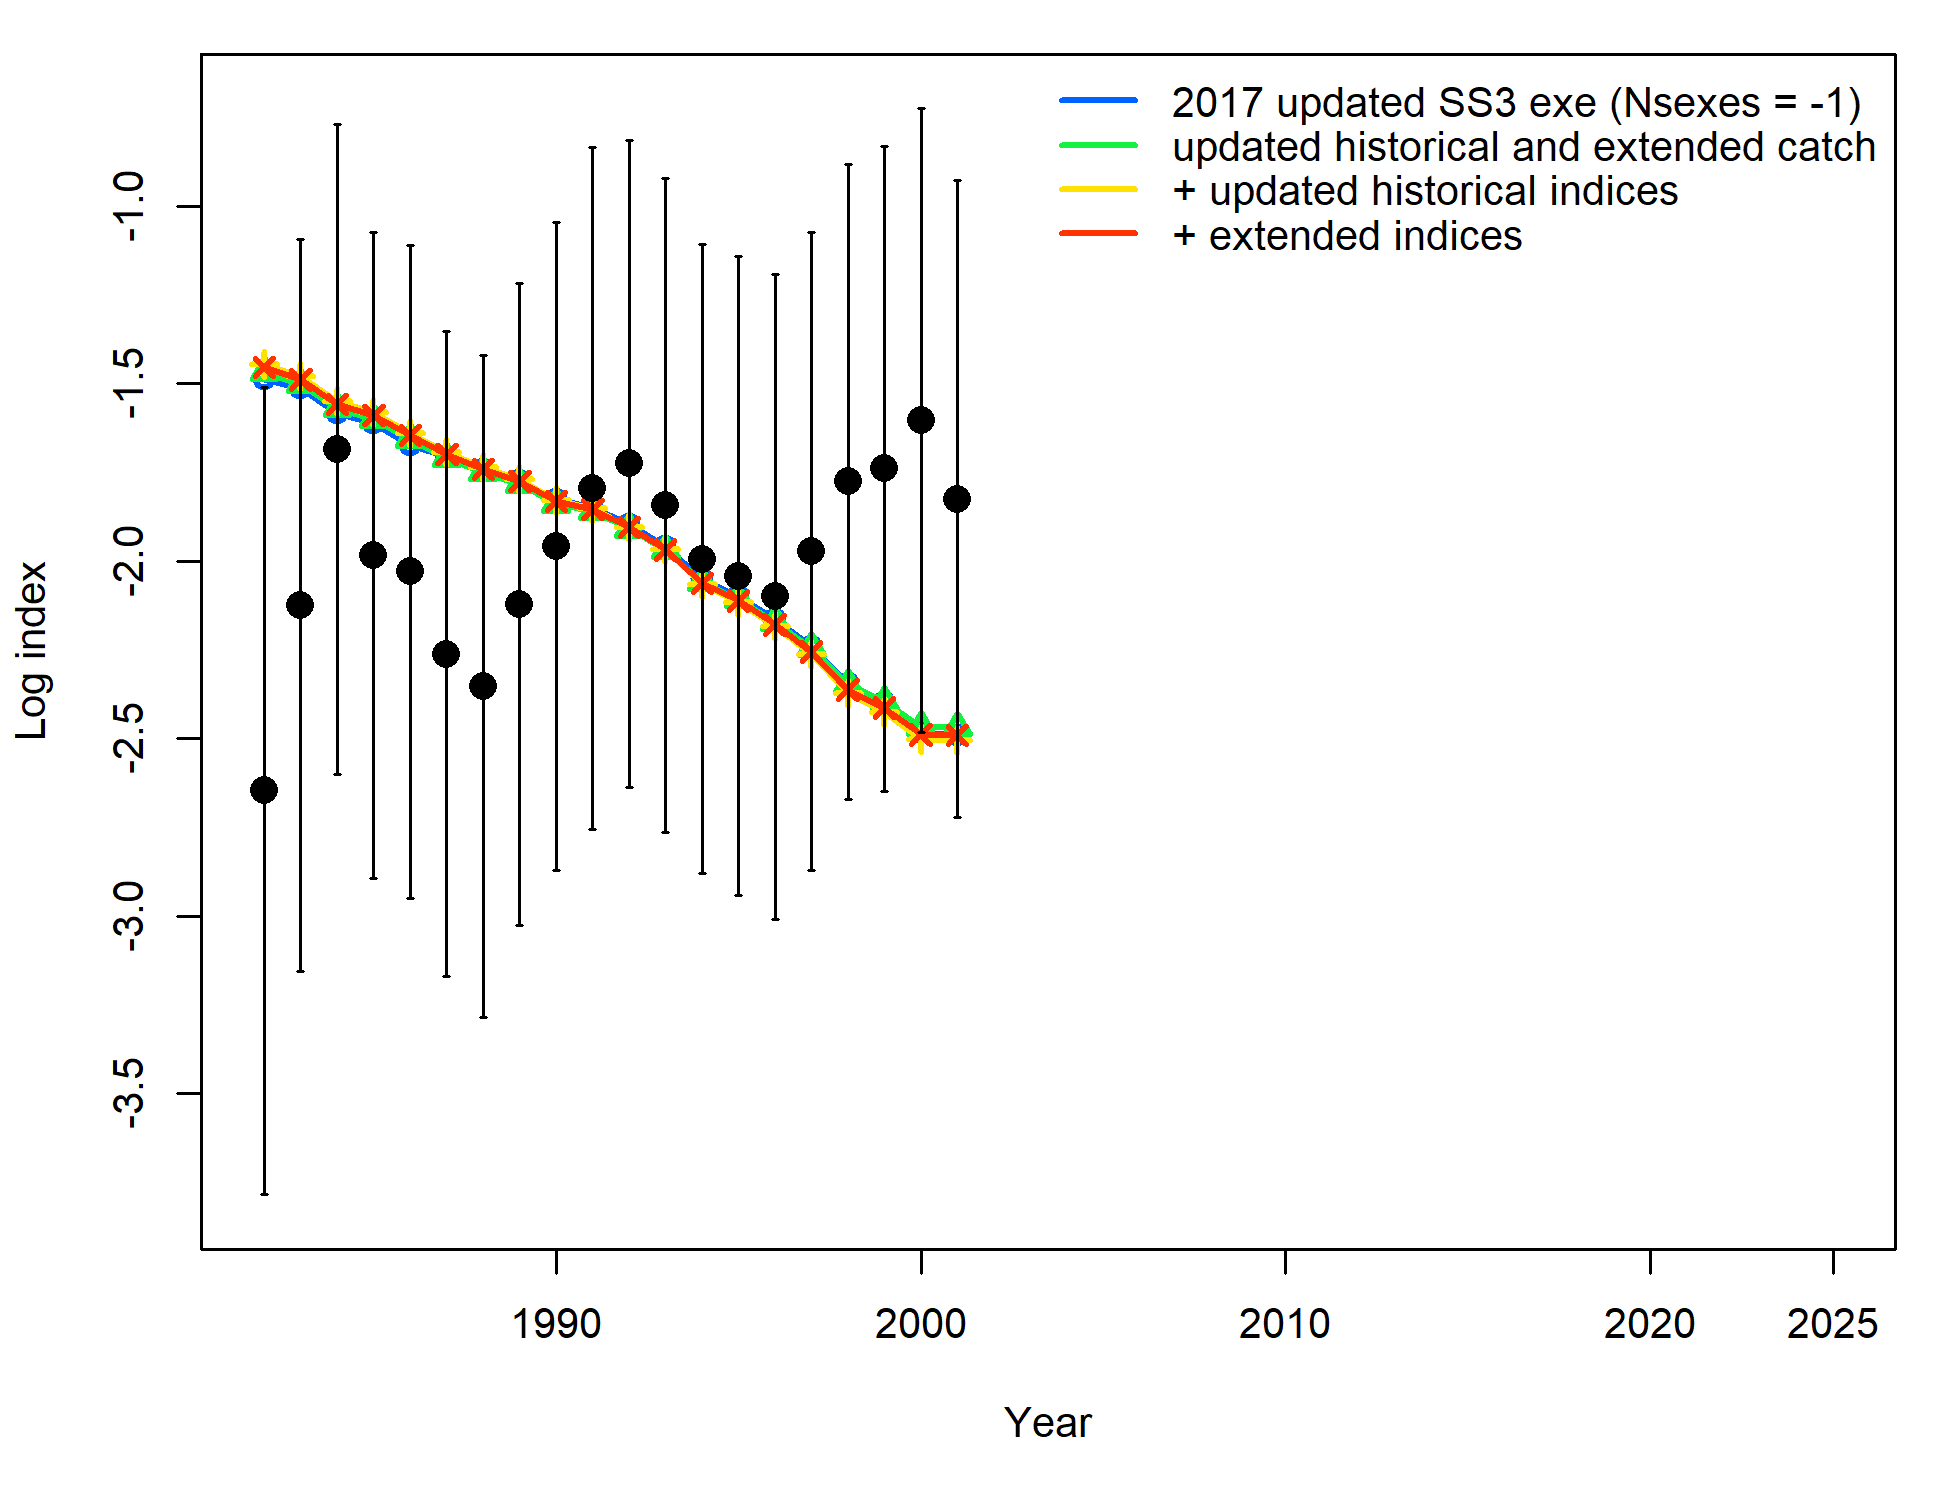 2017 updated SS3 exe (Nsexes = -1)
updated historical and extended catch
+ updated historical indices
+ extended indices
Log index
-1.0
-1.5
-2.0
-2.5
-3.0
-3.5
1990
2000
2010
2020
2025
Year